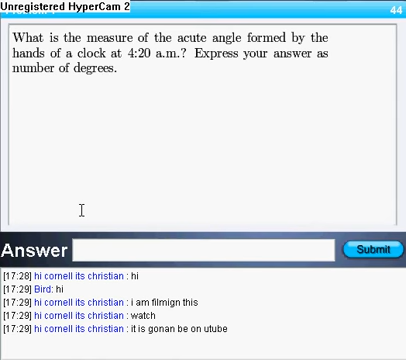 Unregistered HyperCam 2
44
What is the measure of the acute angle formed by the
hands of a clock at 4:20 a.m.? Express your answer as
number of degrees.
Answer
Submit
[17:28] hi cornell its christian : hi
[17:29] Bird: hi
[17:29] hi cornell its christian : i am filmign this
[17:29] hi cornell its christian : watch
[17:29] hi cornell its christian : it is gonan be on utube